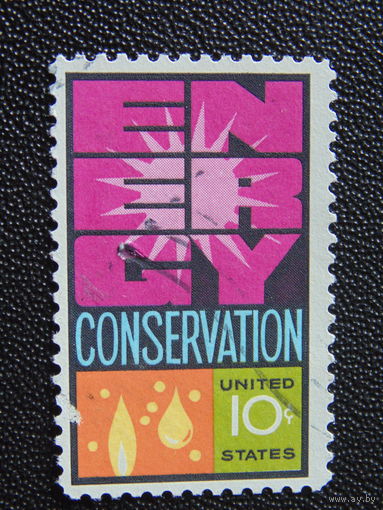 EN
ER
GY
CONSERVATION
UNITED
10¢
STATES
www.ay.by